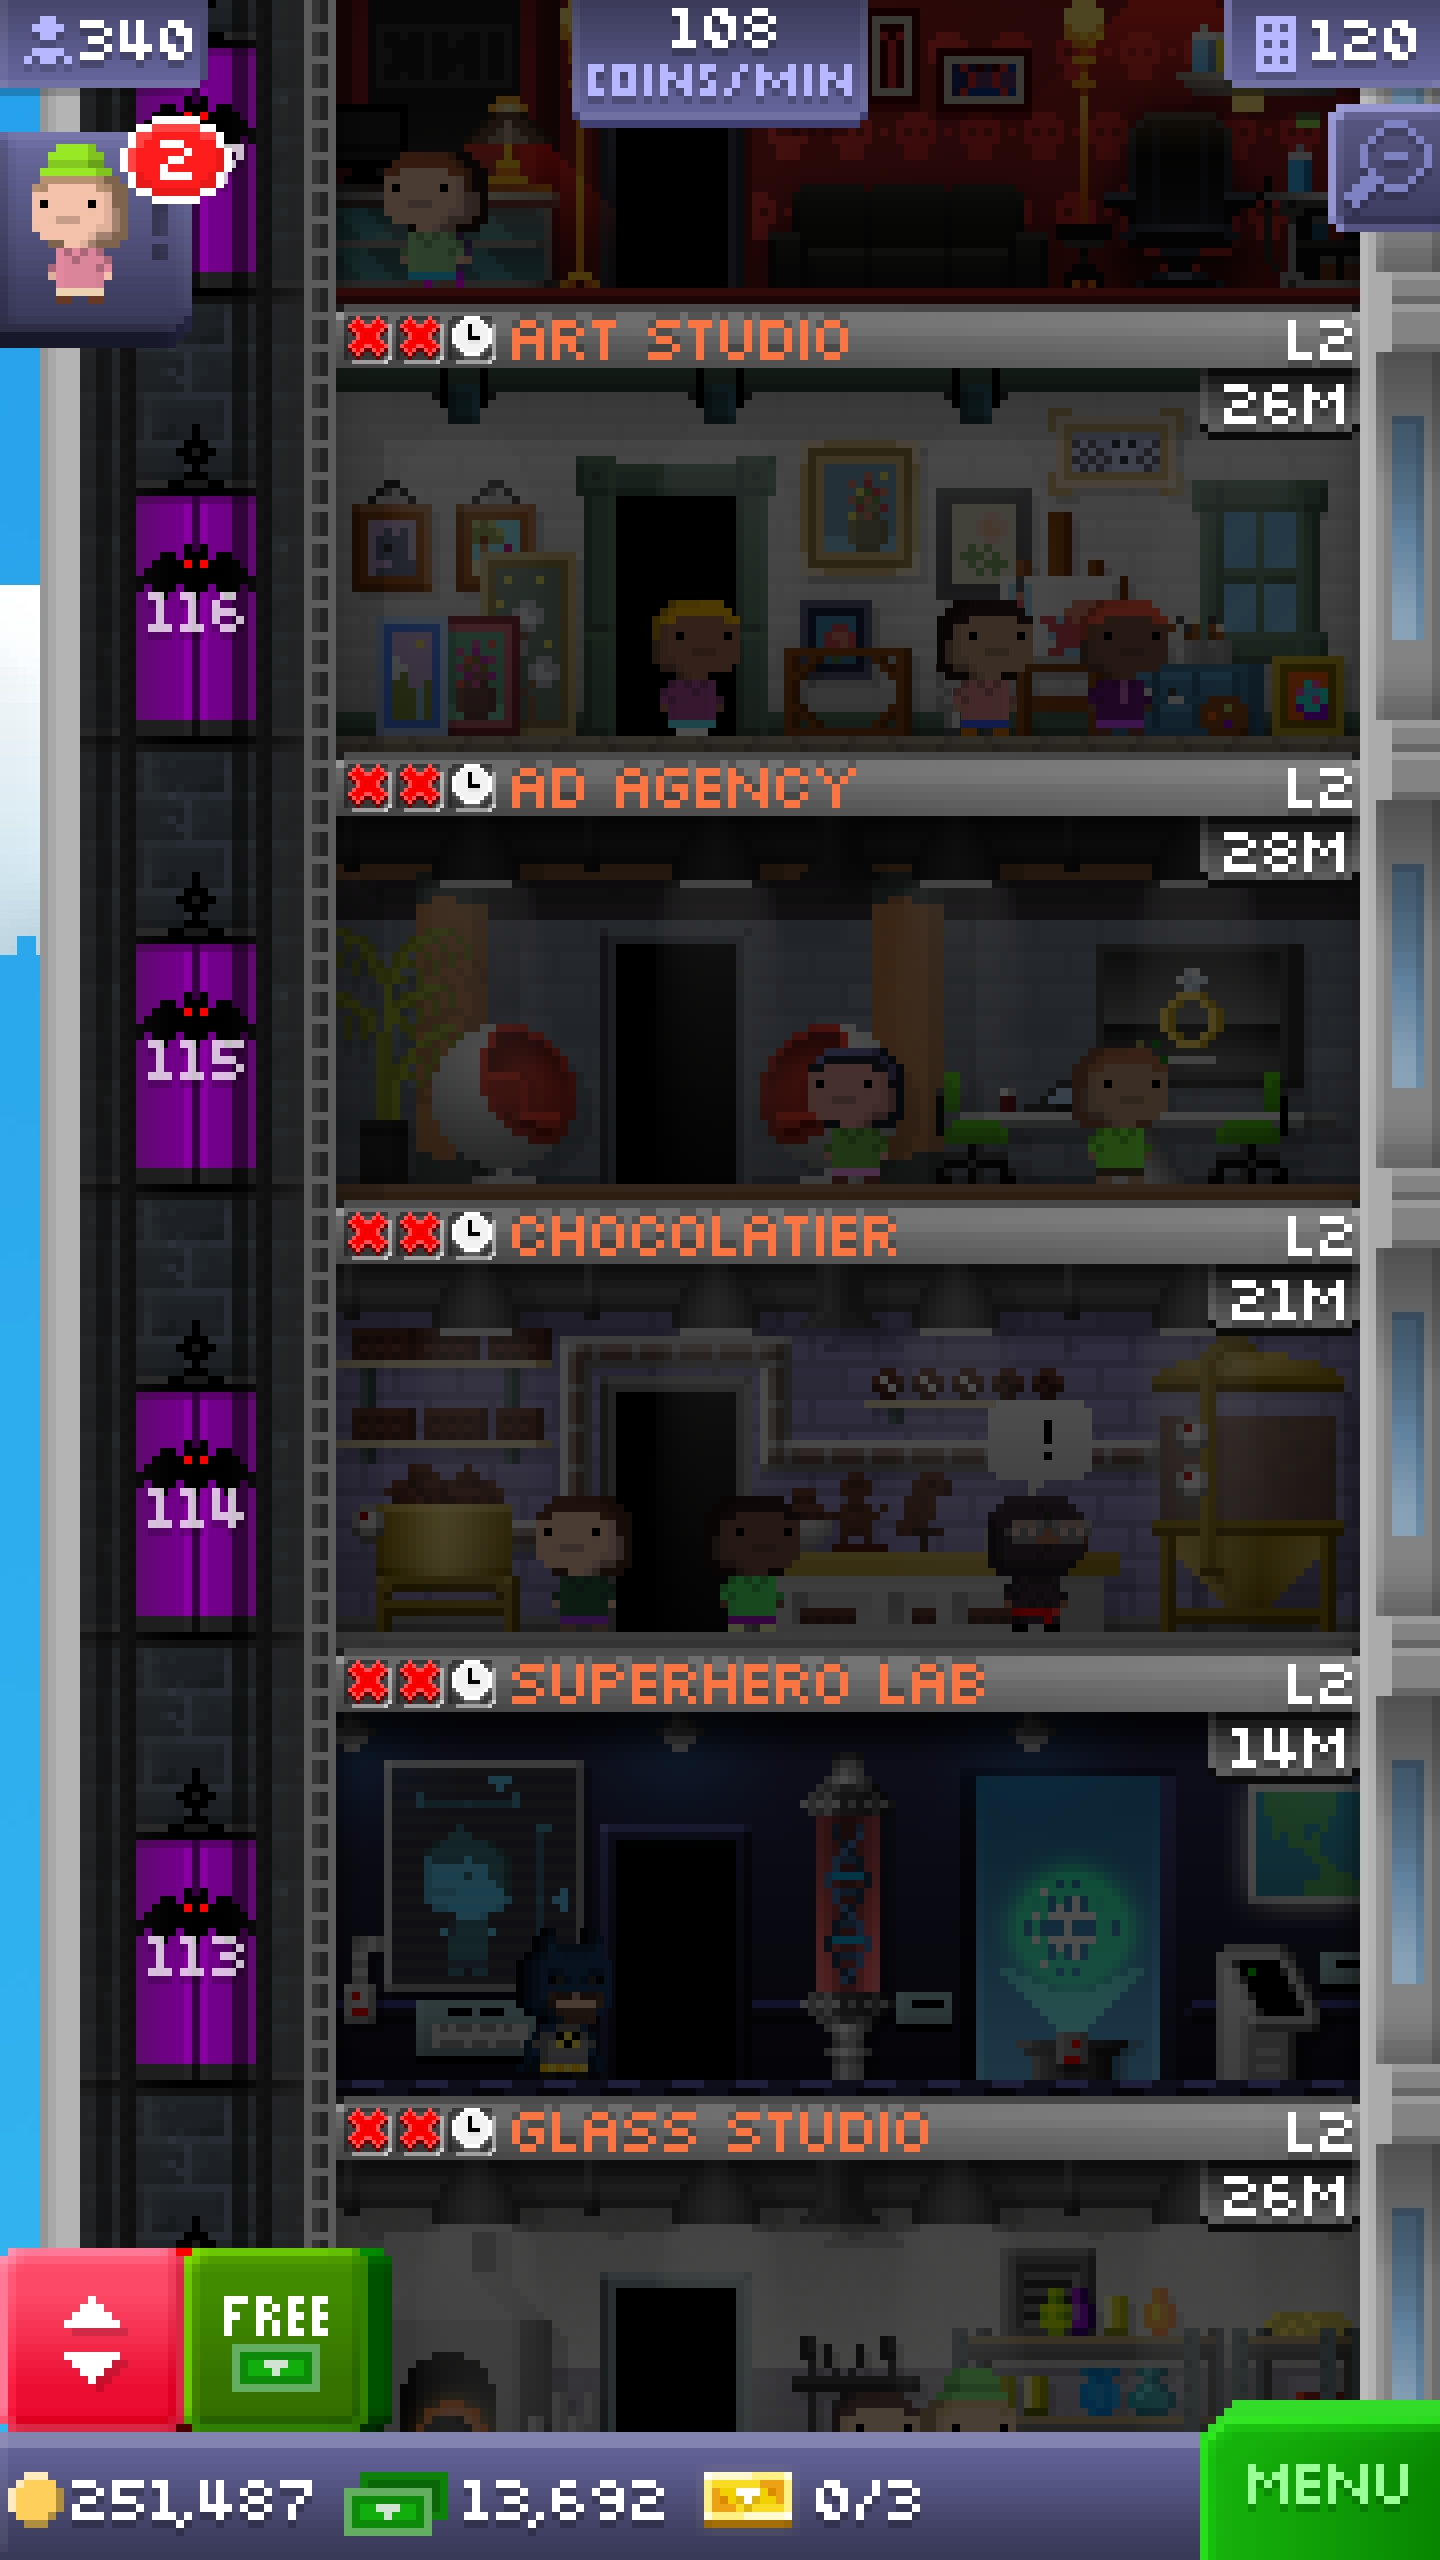 340
108
COINS/MIN
120
2
ART STUDIO L2
26M
116
AD AGENCY L2
28M
115
CHOCOLATIER L2
21M
!
114
SUPERHERO LAB L2
14M
113
GLASS STUDIO L2
26M
FREE
251,487 13,692 0/3
MENU